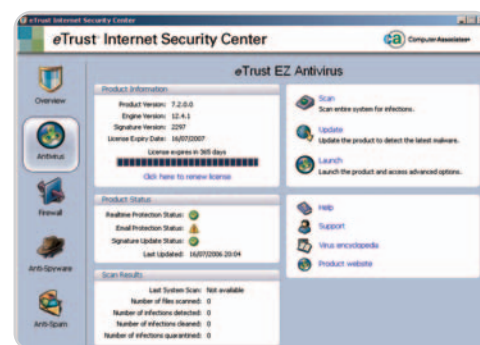 eTrust Internet Security Center
eTrust Internet Security Center
Computer Associates
eTrust EZ Antivirus
Overview
Antivirus
Firewall
Anti-Spyware
Anti-Spam
Product Information
Product Version: 7.2.0.0
Engine Version: 12.4.1
Signature Version: 2297
License Expiry Date: 16/07/2007
License expires in 365 days
Click here to renew license
Product Status
Realtime Protection Status:
Email Protection Status:
Signature Update Status:
Last Updated: 16/07/2006 20:04
Scan Results
Last System Scan: Not available
Number of files scanned: 0
Number of infections detected: 0
Number of infections cleaned: 0
Number of infections quarantined: 0
Scan
Scan entire system for infections.
Update
Update the product to detect the latest malware.
Launch
Launch the product and access advanced options.
Help
Support
Virus encyclopedia
Product website